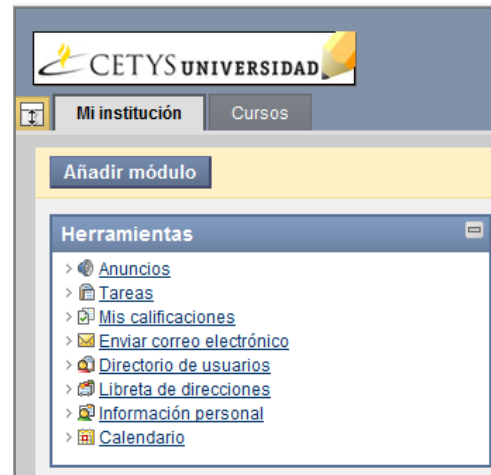 CETYS UNIVERSIDAD
Mi institución Cursos
Añadir módulo
Herramientas
Anuncios
Tareas
Mis calificaciones
Enviar correo electrónico
Directorio de usuarios
Libreta de direcciones
Información personal
Calendario